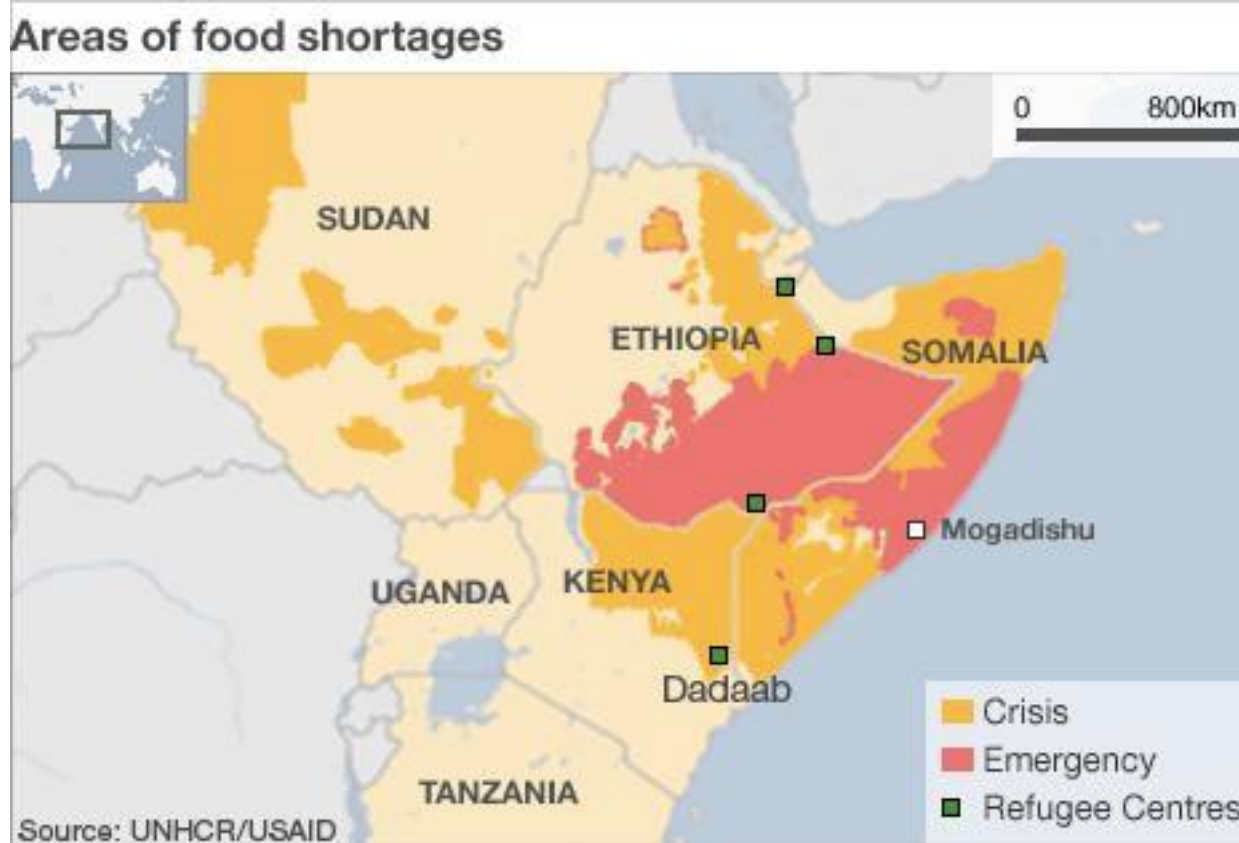 Areas of food shortages
0 800km
SUDAN
ETHIOPIA
SOMALIA
Mogadishu
UGANDA
KENYA
Dadaab
TANZANIA
Crisis
Emergency
Refugee Centres
Source: UNHCR/USAID